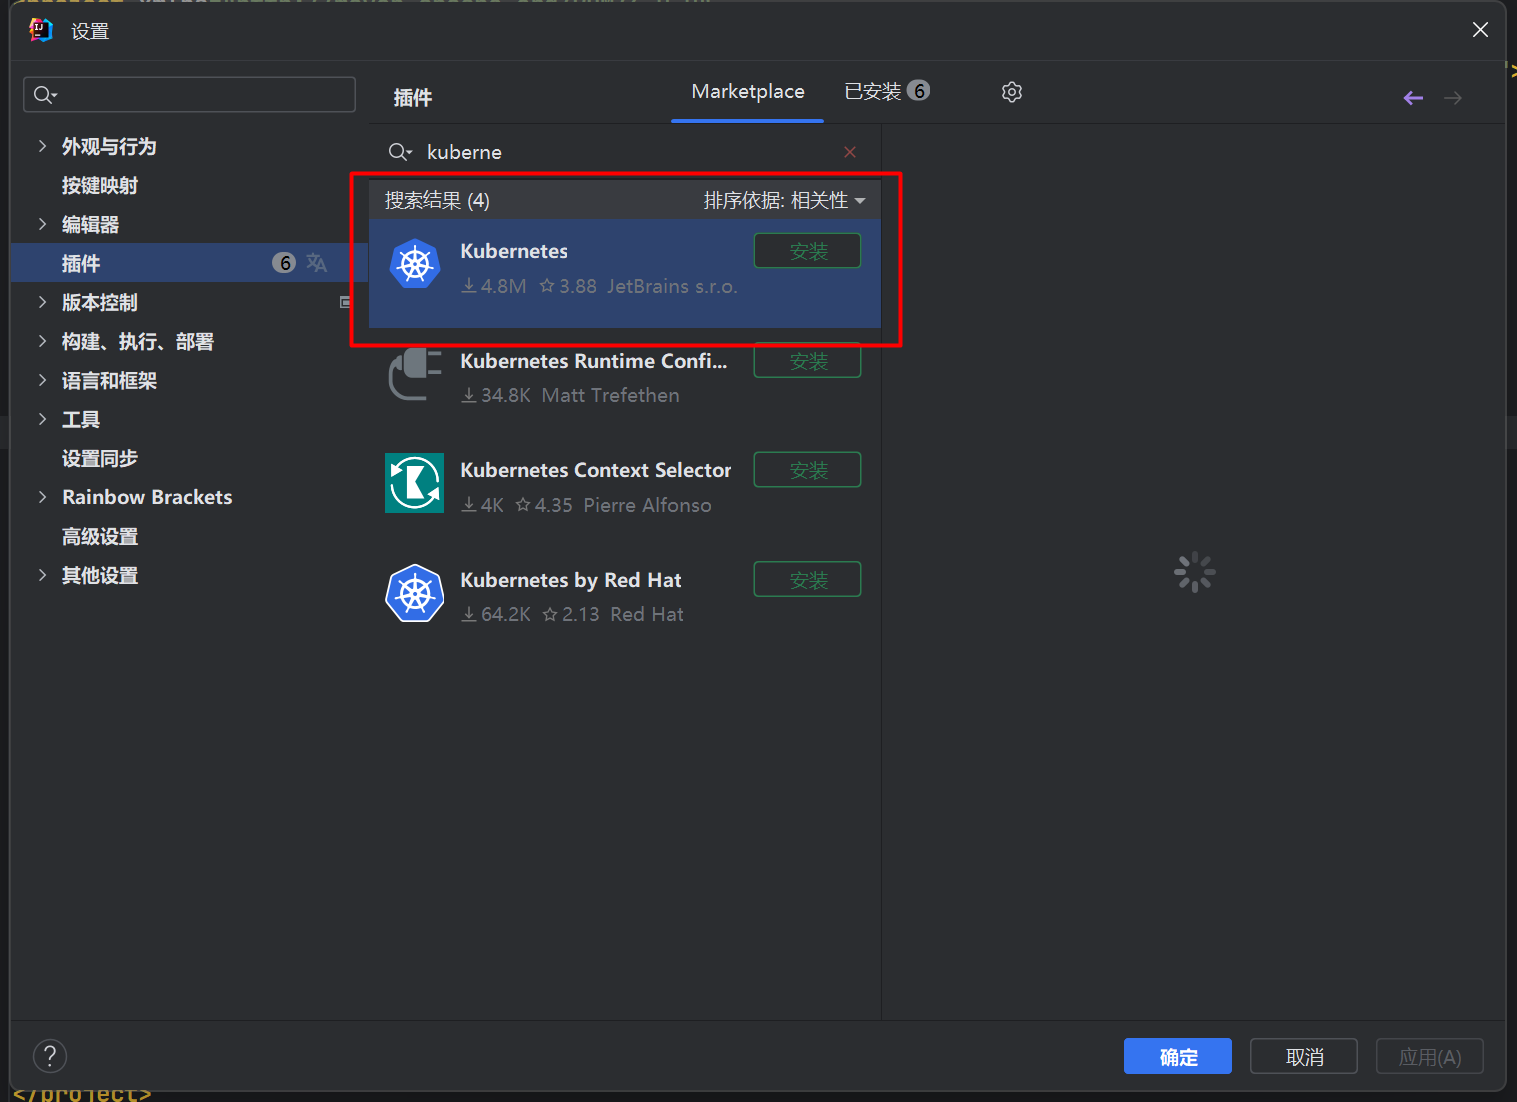 设置
插件
Marketplace
已安装 6
kuberne
外观与行为
按键映射
编辑器
插件 6
版本控制
构建、执行、部署
语言和框架
工具
设置同步
Rainbow Brackets
高级设置
其他设置
搜索结果 (4)
排序依据: 相关性
Kubernetes
安装
4.8M 3.88 JetBrains s.r.o.
Kubernetes Runtime Confi...
安装
34.8K Matt Trefethen
Kubernetes Context Selector
安装
4K 4.35 Pierre Alfonso
Kubernetes by Red Hat
安装
64.2K 2.13 Red Hat
?
确定
取消
应用(A)
</project>